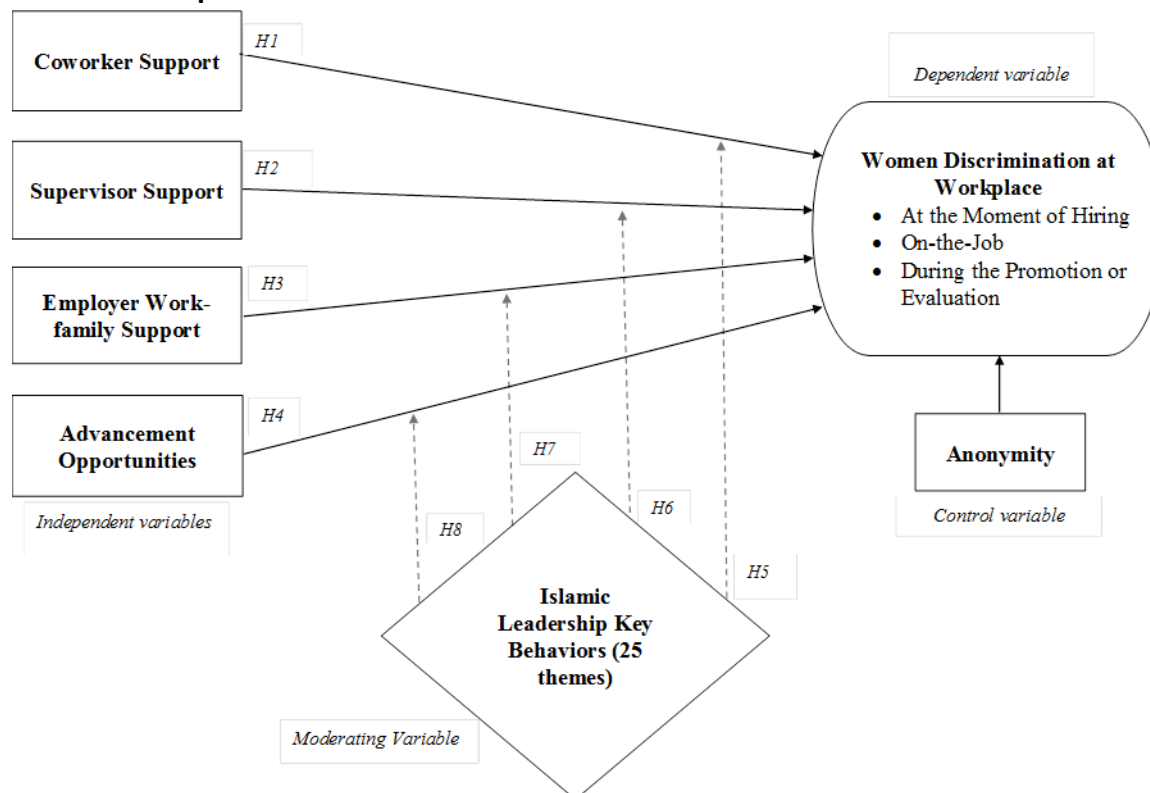 H1
Coworker Support
Dependent variable
Women Discrimination at
Workplace
• At the Moment of Hiring
• On-the-Job
• During the Promotion or
Evaluation
H2
Supervisor Support
H3
Employer Work-
family Support
H4
Advancement
Opportunities
Independent variables
Anonymity
Control variable
H7
H6
H8
H5
Islamic
Leadership Key
Behaviors (25
themes)
Moderating Variable